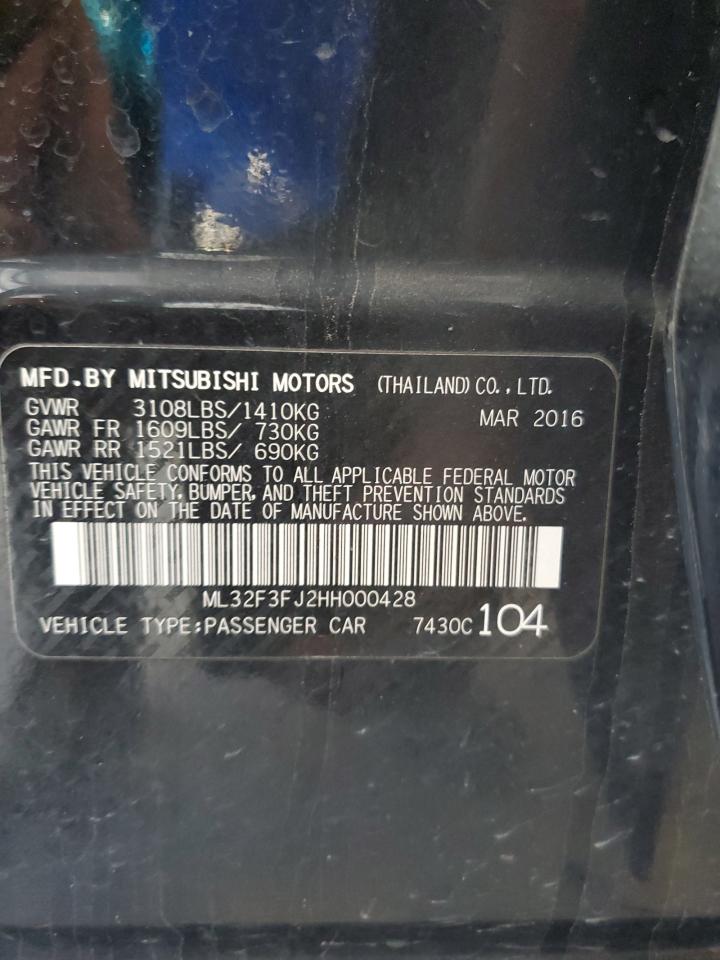 MFD.BY MITSUBISHI MOTORS (THAILAND) CO., LTD.
GVWR 3108LBS/1410KG MAR 2016
GAWR FR 1609LBS/ 730KG
GAWR RR 1521LBS/ 690KG
THIS VEHICLE CONFORMS TO ALL APPLICABLE FEDERAL MOTOR
VEHICLE SAFETY, BUMPER, AND THEFT PREVENTION STANDARDS
IN EFFECT ON THE DATE OF MANUFACTURE SHOWN ABOVE.
ML32F3FJ2HH000428
VEHICLE TYPE:PASSENGER CAR 7430C 104